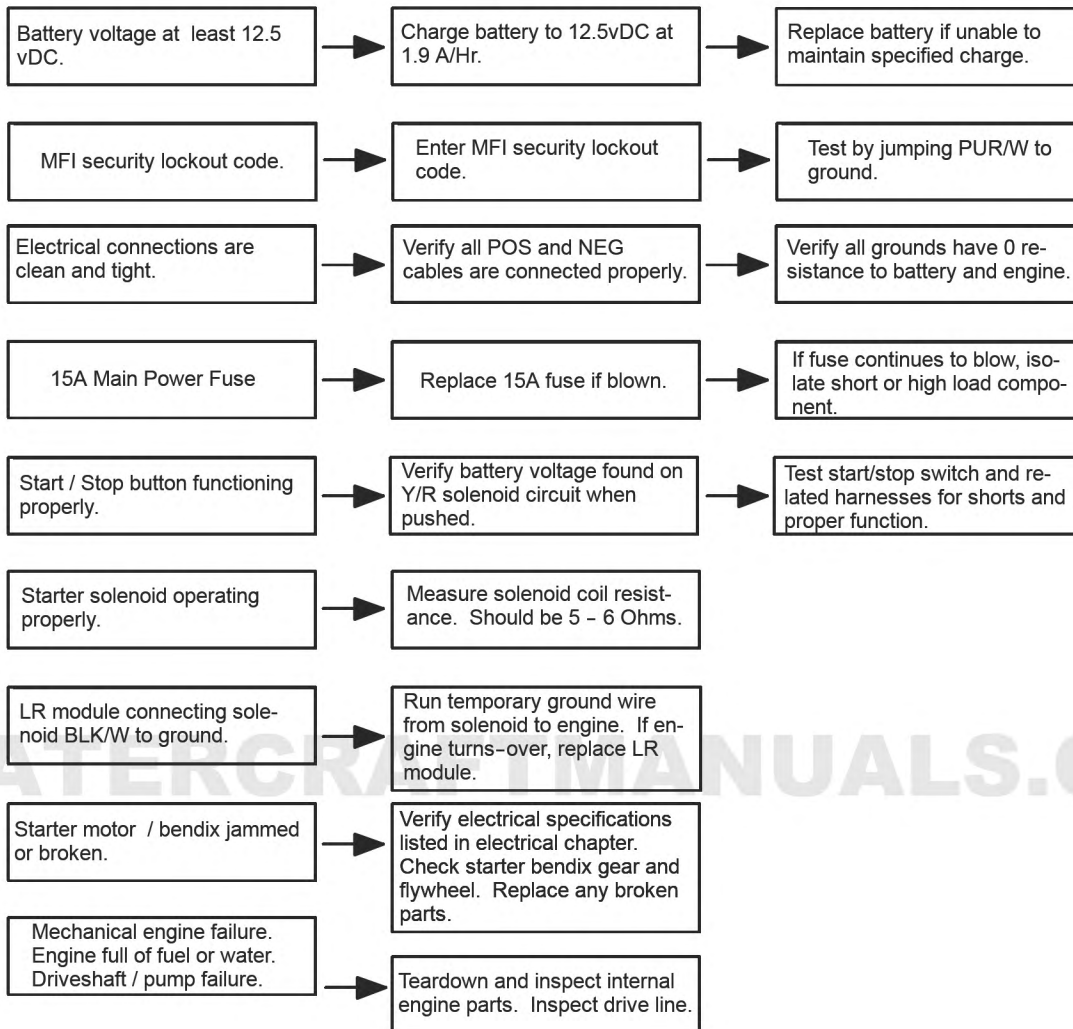 Battery voltage at least 12.5
vDC.
Charge battery to 12.5vDC at
1.9 A/Hr.
Replace battery if unable to
maintain specified charge.
MFI security lockout code.
Enter MFI security lockout
code.
Test by jumping PUR/W to
ground.
Electrical connections are
clean and tight.
Verify all POS and NEG
cables are connected properly.
Verify all grounds have 0 re-
sistance to battery and engine.
15A Main Power Fuse
Replace 15A fuse if blown.
If fuse continues to blow, iso-
late short or high load compo-
nent.
Start / Stop button functioning
properly.
Verify battery voltage found on
Y/R solenoid circuit when
pushed.
Test start/stop switch and re-
lated harnesses for shorts and
proper function.
Starter solenoid operating
properly.
Measure solenoid coil resist-
ance. Should be 5 – 6 Ohms.
LR module connecting sole-
noid BLK/W to ground.
Run temporary ground wire
from solenoid to engine. If en-
gine turns-over, replace LR
module.
ATERCRAFTMANUALS.C
Starter motor / bendix jammed
or broken.
Verify electrical specifications
listed in electrical chapter.
Check starter bendix gear and
flywheel. Replace any broken
parts.
Mechanical engine failure.
Engine full of fuel or water.
Driveshaft / pump failure.
Teardown and inspect internal
engine parts. Inspect drive line.